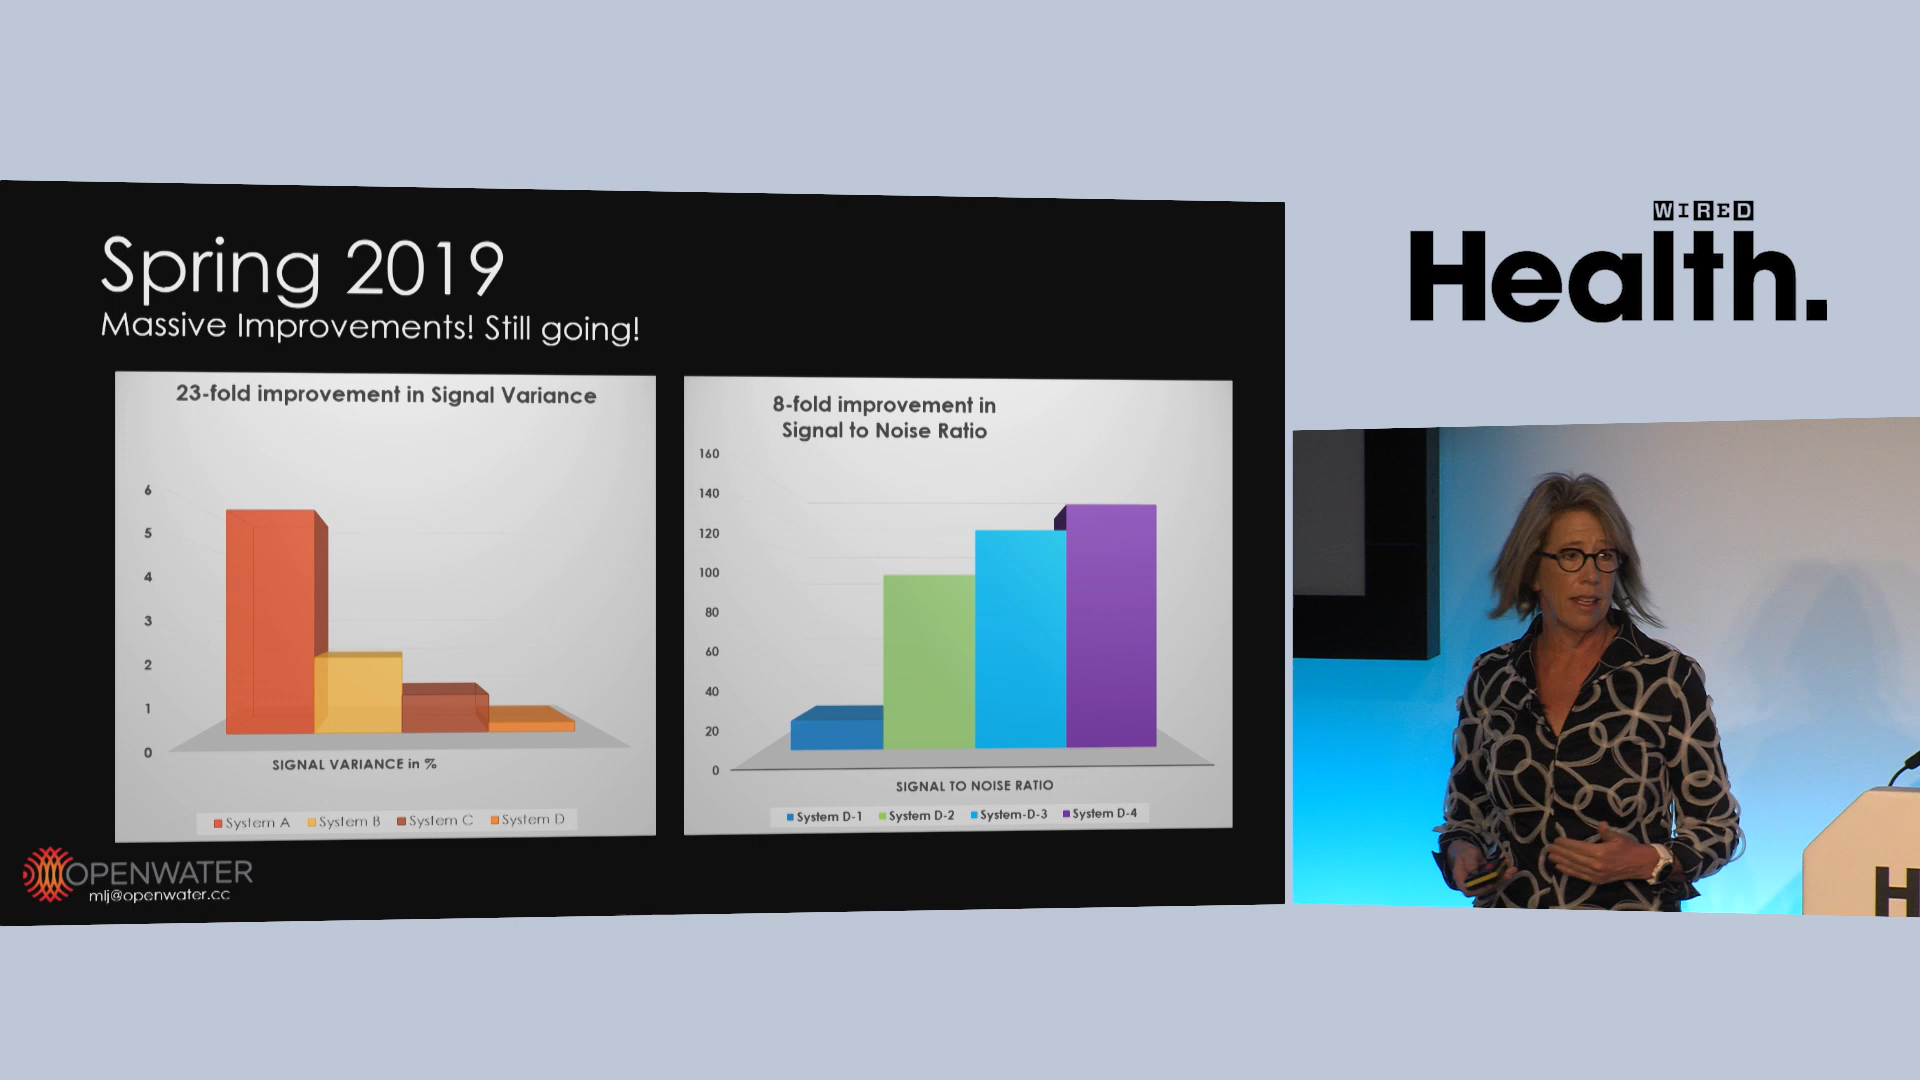 Spring 2019
Massive Improvements! Still going!
23-fold improvement in Signal Variance
6
5
4
3
2
1
0
SIGNAL VARIANCE in %
System A System B System C System D
8-fold improvement in
Signal to Noise Ratio
160
140
120
100
80
60
40
20
0
SIGNAL TO NOISE RATIO
System D-1 System D-2 System-D-3 System D-4
OPENWATER
mlj@openwater.cc
WIRED
Health.
H